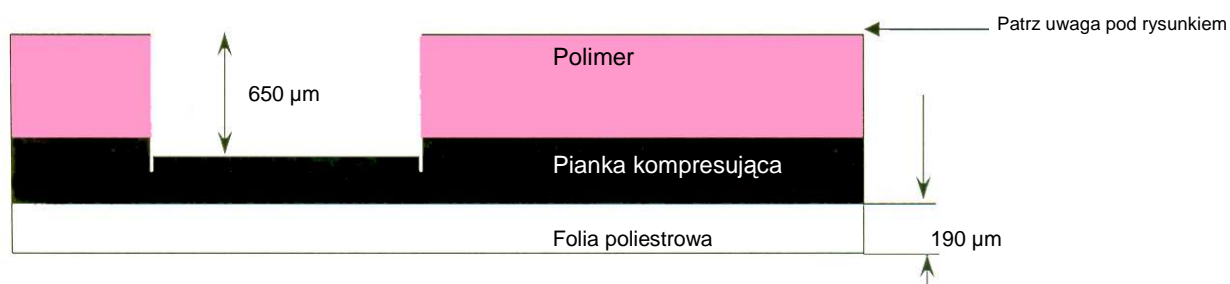 Patrz uwaga pod rysunkiem
Polimer
650 µm
Pianka kompresująca
Folia poliestrowa
190 µm